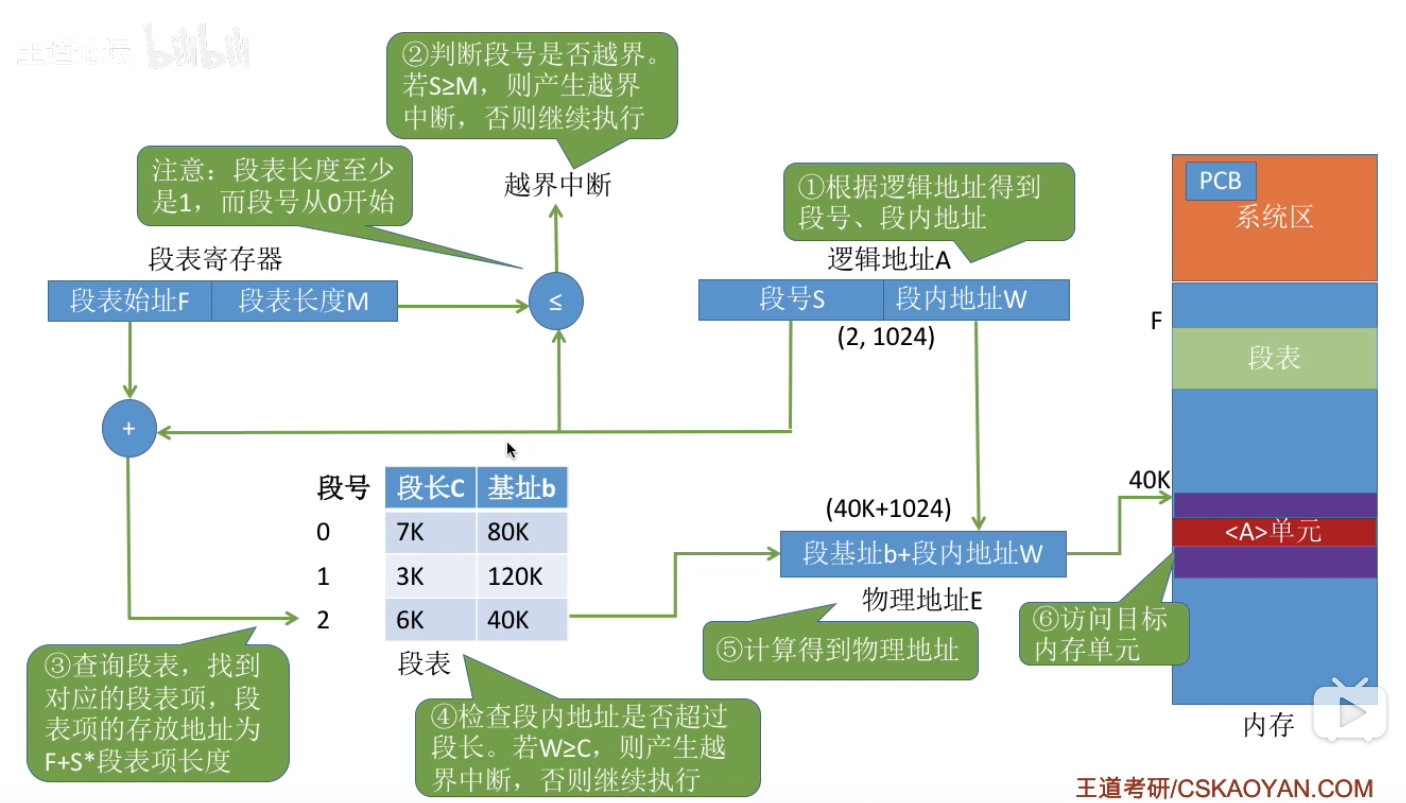 王道论坛 bilibili
②判断段号是否越界。
若S≥M，则产生越界
中断，否则继续执行
注意：段表长度至少
是1，而段号从0开始
越界中断
①根据逻辑地址得到
段号、段内地址
PCB
系统区
段表寄存器
段表始址F 段表长度M
≤
逻辑地址A
段号S 段内地址W
(2, 1024)
F
段表
+
段号 段长C 基址b
0 7K 80K
1 3K 120K
2 6K 40K
段表
(40K+1024)
段基址b+段内地址W
物理地址E
40K
<A>单元
③查询段表，找到
对应的段表项，段
表项的存放地址为
F+S*段表项长度
④检查段内地址是否超过
段长。若W≥C，则产生越
界中断，否则继续执行
⑤计算得到物理地址
⑥访问目标
内存单元
内存
王道考研/CSKAOYAN.COM